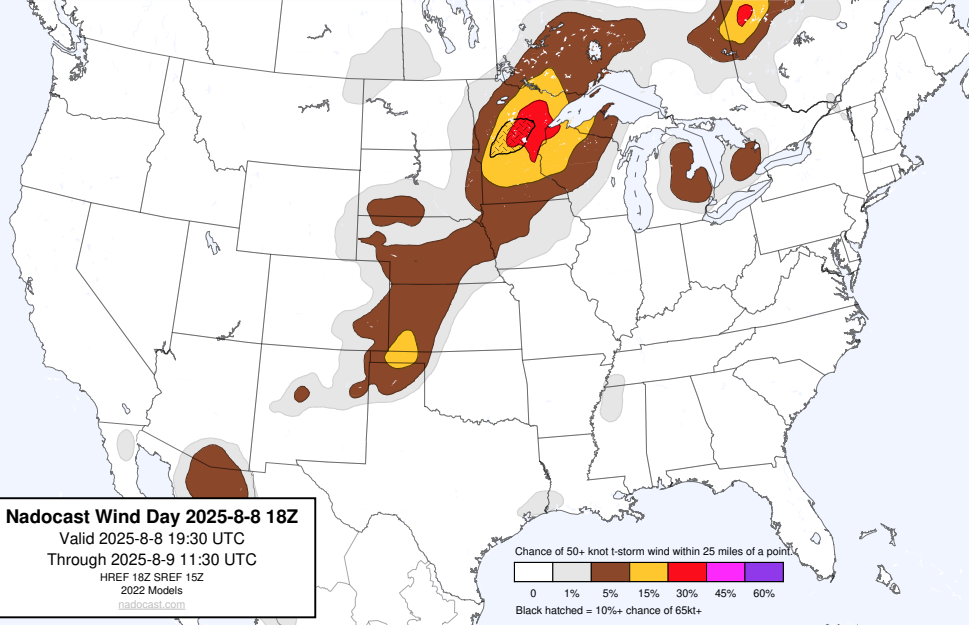 Nadocast Wind Day 2025-8-8 18Z
Valid 2025-8-8 19:30 UTC
Through 2025-8-9 11:30 UTC
HREF 18Z SREF 15Z
2022 Models
nadocast.com
Chance of 50+ knot t-storm wind within 25 miles of a point.
0 1% 5% 15% 30% 45% 60%
Black hatched = 10%+ chance of 65kt+